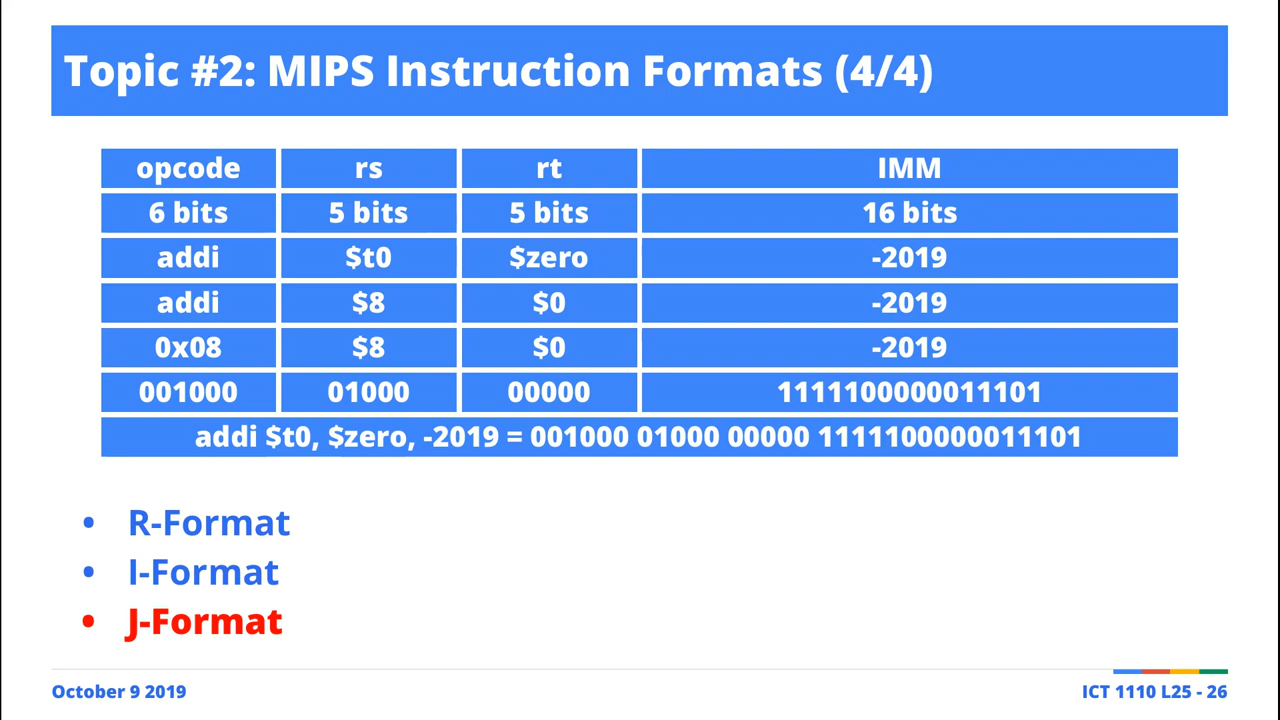 Topic #2: MIPS Instruction Formats (4/4)
opcode rs rt IMM
6 bits 5 bits 5 bits 16 bits
addi $t0 $zero -2019
addi $8 $0 -2019
0x08 $8 $0 -2019
001000 01000 00000 1111100000011101
addi $t0, $zero, -2019 = 001000 01000 00000 1111100000011101
• R-Format
• I-Format
• J-Format
October 9 2019 ICT 1110 L25 - 26